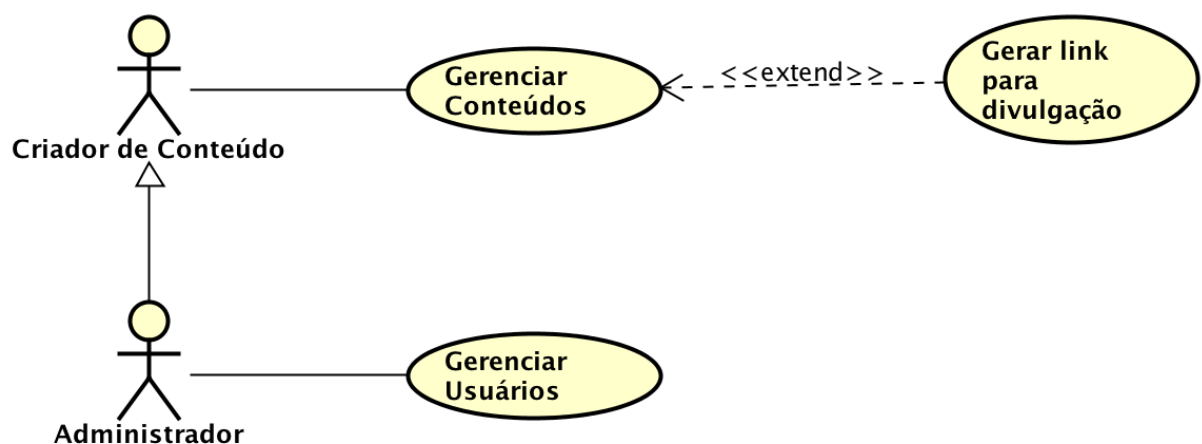 Gerenciar
Conteúdos
<<extend>>
Gerar link
para
divulgação
Criador de Conteúdo
Gerenciar
Usuários
Administrador